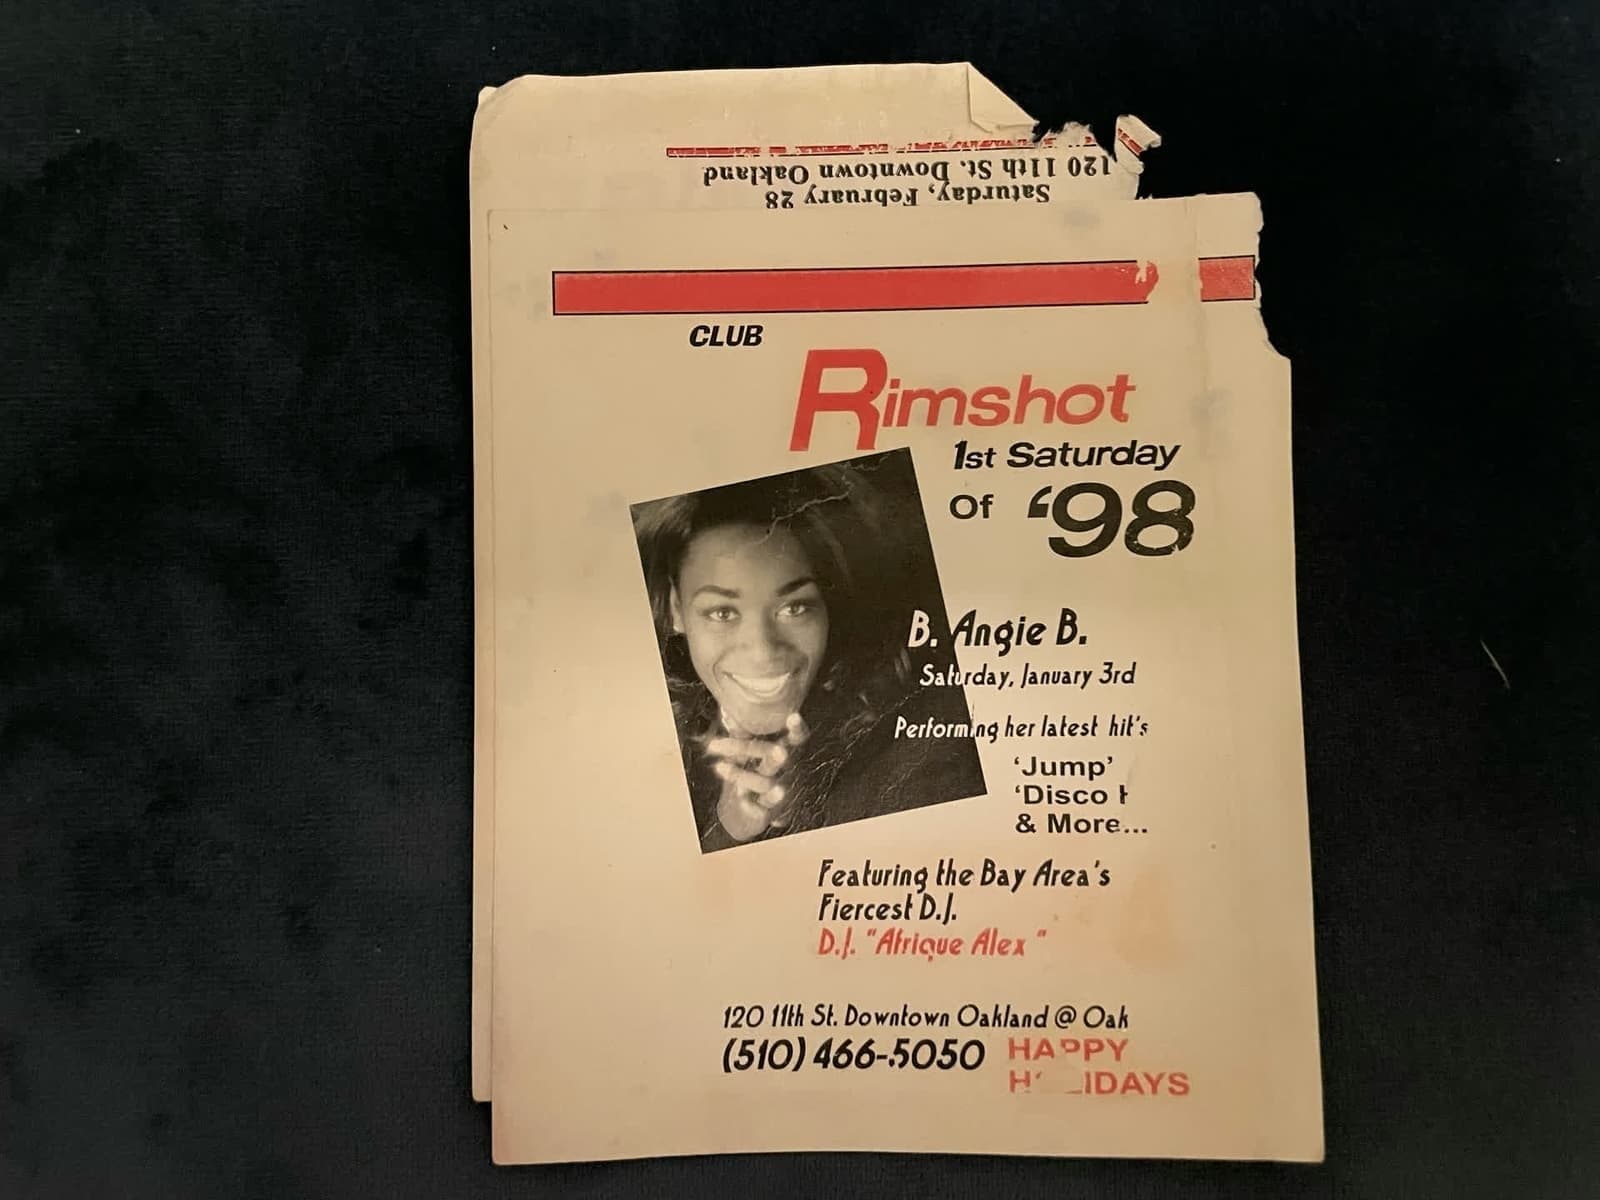 120 11th St. Downtown Oakland
Saturday, February 28
CLUB
Rimshot
1st Saturday
Of '98
B. Angie B.
Saturday, January 3rd
Performing her latest hit's
'Jump'
'Disco
& More...
Featuring the Bay Area's
Fiercest D.J.
D.J. "Afrique Alex "
120 11th St. Downtown Oakland @ Oak
(510) 466-5050
HAPPY
HOLIDAYS